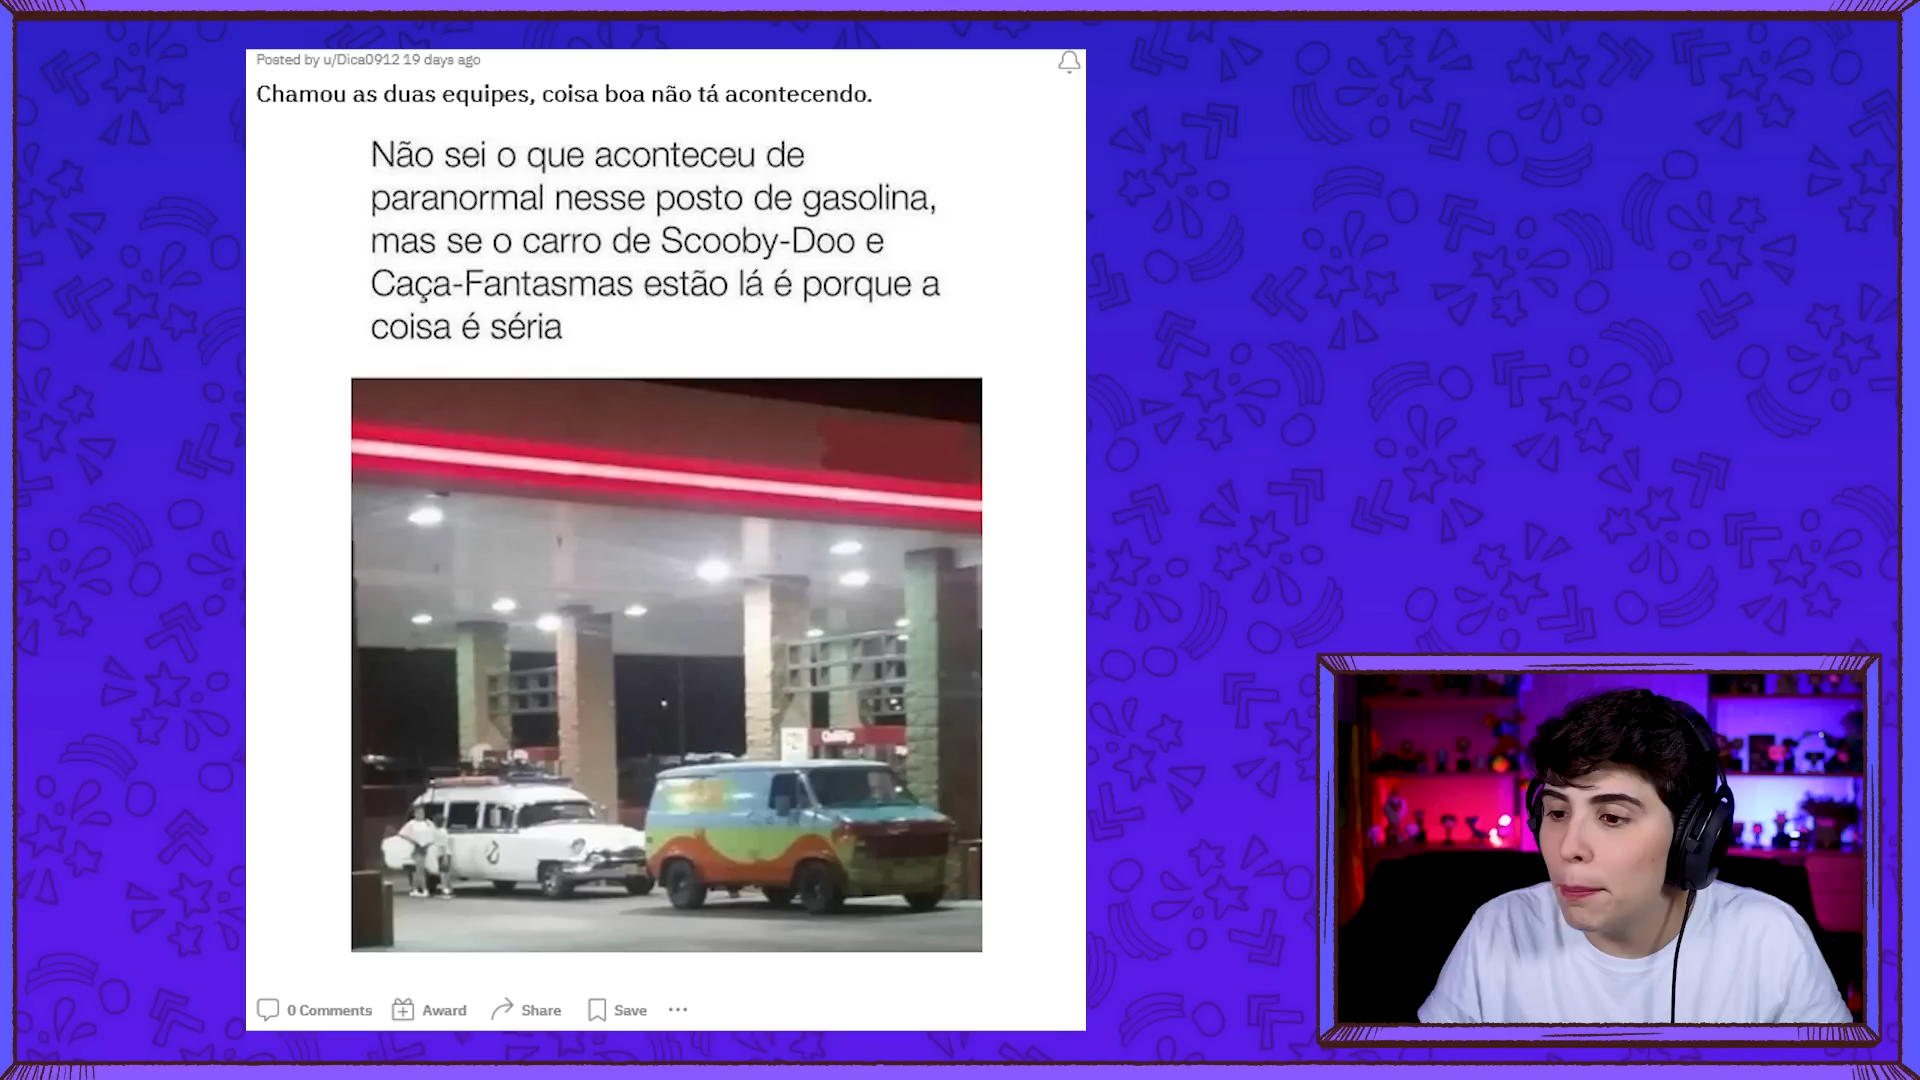 Posted by u/Dica0912 19 days ago
Chamou as duas equipes, coisa boa não tá acontecendo.
Não sei o que aconteceu de
paranormal nesse posto de gasolina,
mas se o carro de Scooby-Doo e
Caça-Fantasmas estão lá é porque a
coisa é séria
0 Comments
Award
Share
Save